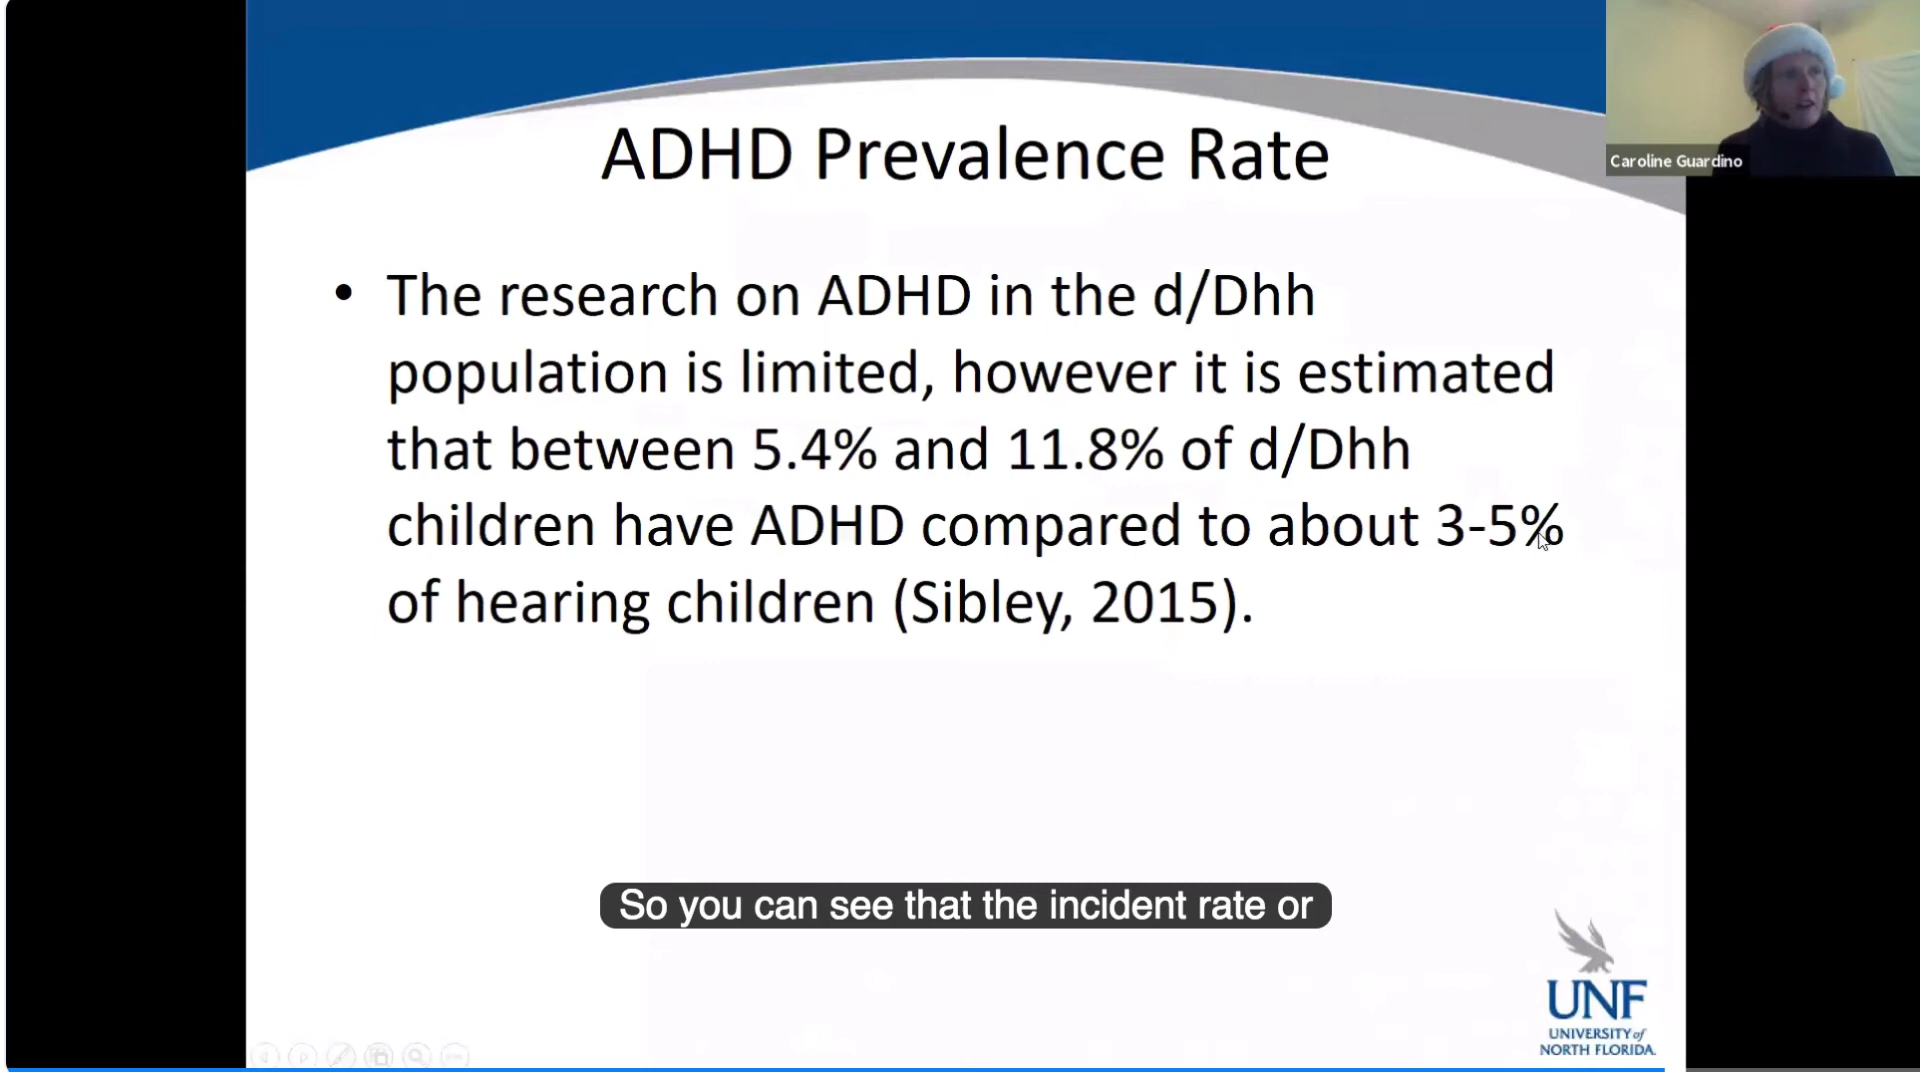 Caroline Guardino
ADHD Prevalence Rate
• The research on ADHD in the d/Dhh
population is limited, however it is estimated
that between 5.4% and 11.8% of d/Dhh
children have ADHD compared to about 3-5%
of hearing children (Sibley, 2015).
So you can see that the incident rate or
UNF
UNIVERSITY of
NORTH FLORIDA.